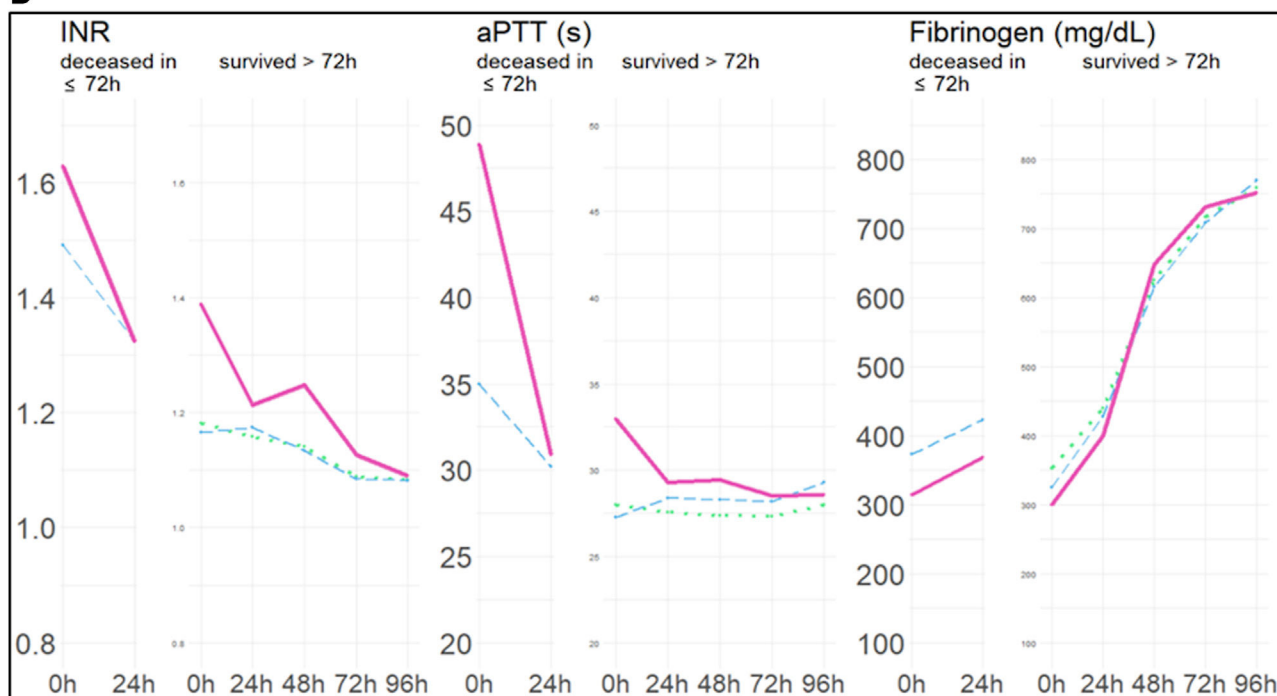 INR
deceased in
≤ 72h
survived > 72h
1.6
1.4
1.2
1.0
0.8
1.6
1.4
1.2
1.0
0.8
0h 24h
0h 24h 48h 72h 96h
aPTT (s)
deceased in
≤ 72h
survived > 72h
50
45
40
35
30
25
20
50
45
40
35
30
25
20
0h 24h
0h 24h 48h 72h 96h
Fibrinogen (mg/dL)
deceased in
≤ 72h
survived > 72h
800
700
600
500
400
300
200
100
800
700
600
500
400
300
200
100
0h 24h
0h 24h 48h 72h 96h